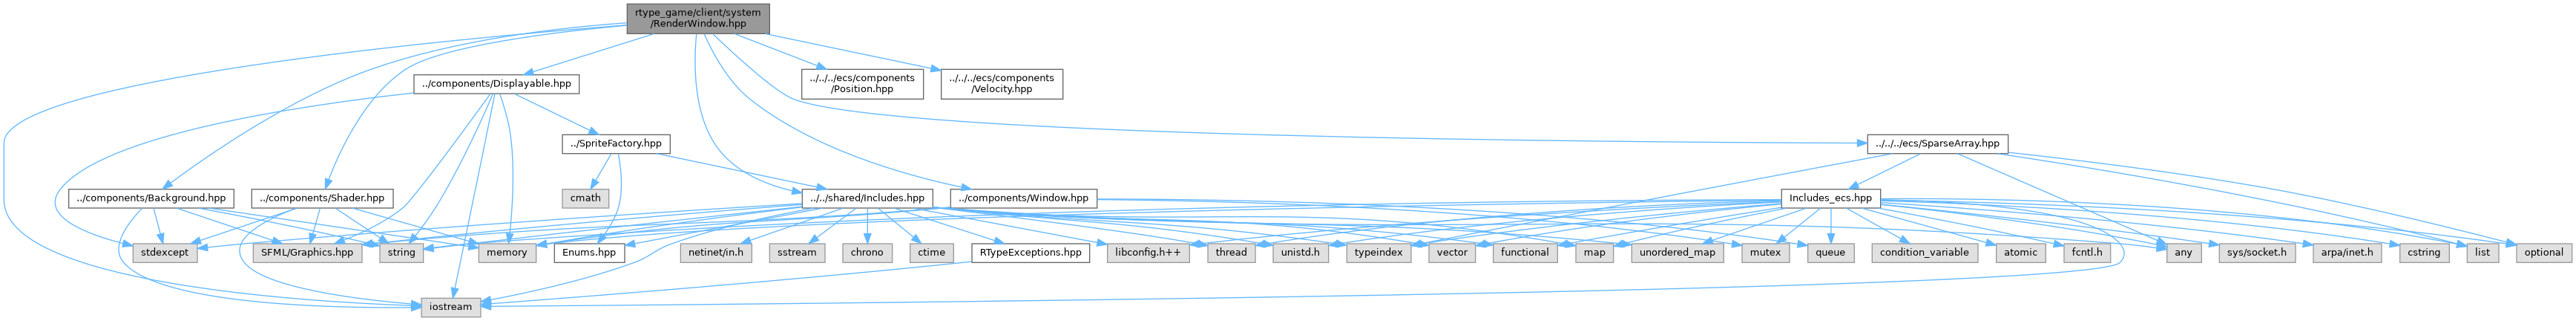 rtype_game/client/system
/RenderWindow.hpp
../components/Displayable.hpp
../../../ecs/components
/Position.hpp
../../../ecs/components
/Velocity.hpp
../SpriteFactory.hpp
../../../ecs/SparseArray.hpp
../components/Background.hpp
../components/Shader.hpp
cmath
../../shared/Includes.hpp
../components/Window.hpp
Includes_ecs.hpp
stdexcept
SFML/Graphics.hpp
string
memory
Enums.hpp
netinet/in.h
sstream
chrono
ctime
RTypeExceptions.hpp
libconfig.h++
thread
unistd.h
typeindex
vector
functional
map
unordered_map
mutex
queue
condition_variable
atomic
fcntl.h
any
sys/socket.h
arpa/inet.h
cstring
list
optional
iostream